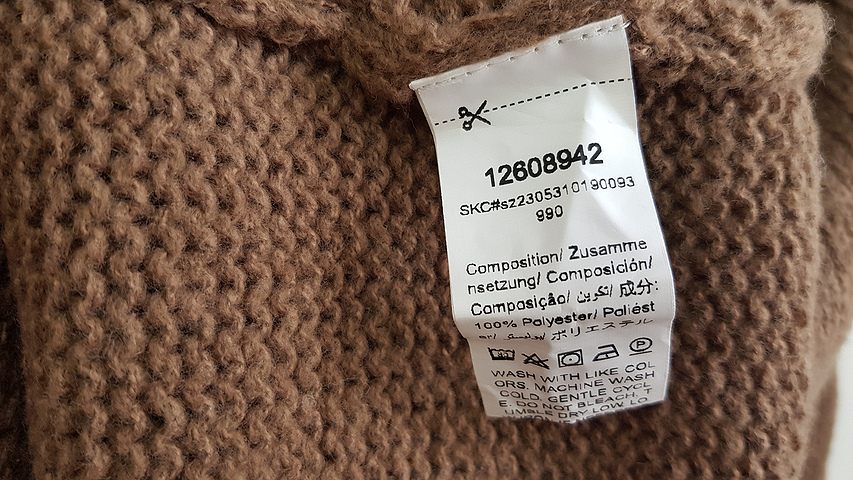 12608942
SKC#sz2305310190093
990
Composition/ Zusamme
nsetzung/ Composición/
Composição/ تكوين/ 成分:
100% Polyester/ Poliést
er/ ポリエステル
WASH WITH LIKE COL
ORS. MACHINE WASH
COLD, GENTLE CYCL
E. DO NOT BLEACH. T
UMBLE DRY LOW. LO